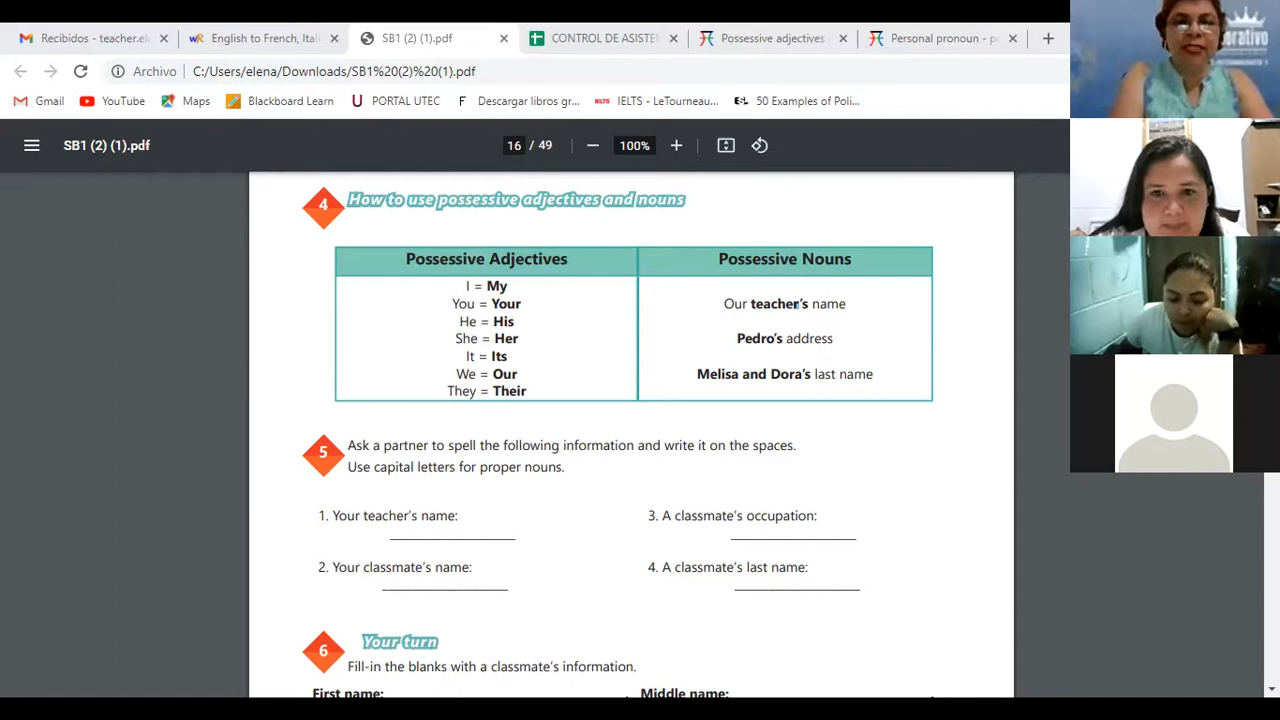 Recibidos - teacher.el
English to French, Itali
SB1 (2) (1).pdf
CONTROL DE ASISTEN
Possessive adjectives
Personal pronoun - p
Archivo
C:/Users/elena/Downloads/SB1%20(2)%20(1).pdf
Gmail
YouTube
Maps
Blackboard Learn
PORTAL UTEC
Descargar libros gr...
IELTS - LeTourneau...
50 Examples of Poli...
SB1 (2) (1).pdf
16 / 49
100%
4 How to use possessive adjectives and nouns
Possessive Adjectives
I = My
You = Your
He = His
She = Her
It = Its
We = Our
They = Their
Possessive Nouns
Our teacher's name
Pedro's address
Melisa and Dora's last name
5 Ask a partner to spell the following information and write it on the spaces.
Use capital letters for proper nouns.
1. Your teacher's name:
2. Your classmate's name:
3. A classmate's occupation:
4. A classmate's last name:
6 Your turn
Fill-in the blanks with a classmate's information.
First name:
Middle name: